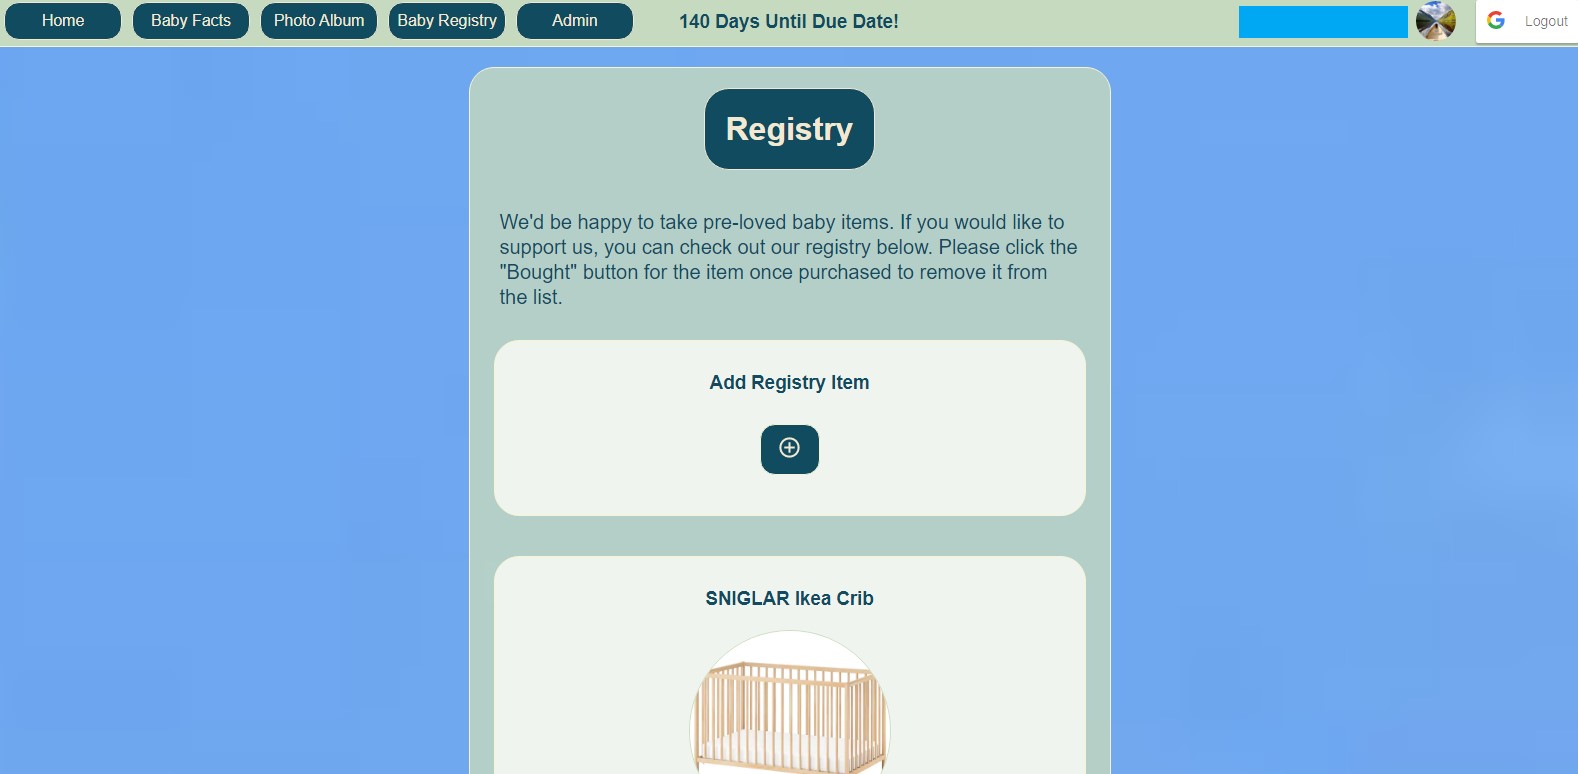 Home
Baby Facts
Photo Album
Baby Registry
Admin
140 Days Until Due Date!
Logout
Registry
We'd be happy to take pre-loved baby items. If you would like to
support us, you can check out our registry below. Please click the
"Bought" button for the item once purchased to remove it from
the list.
Add Registry Item
SNIGLAR Ikea Crib